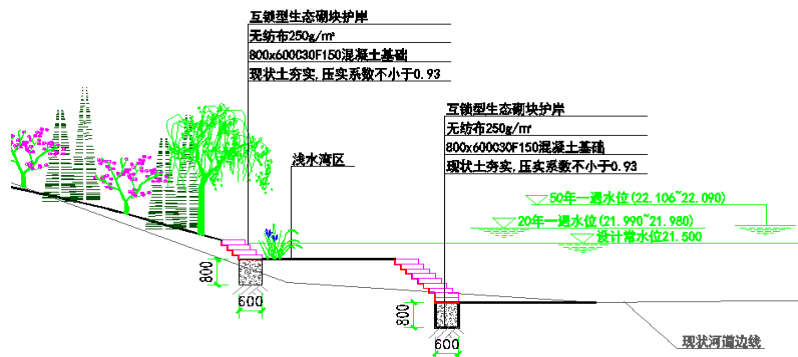 互锁型生态砌块护岸
无纺布250g/㎡
800x600C30F150混凝土基础
现状土夯实,压实系数不小于0.93
互锁型生态砌块护岸
无纺布250g/㎡
800x600C30F150混凝土基础
现状土夯实,压实系数不小于0.93
浅水湾区
50年一遇水位(22.106~22.090)
20年一遇水位(21.990~21.980)
设计常水位21.500
800
600
800
600
现状河道边线